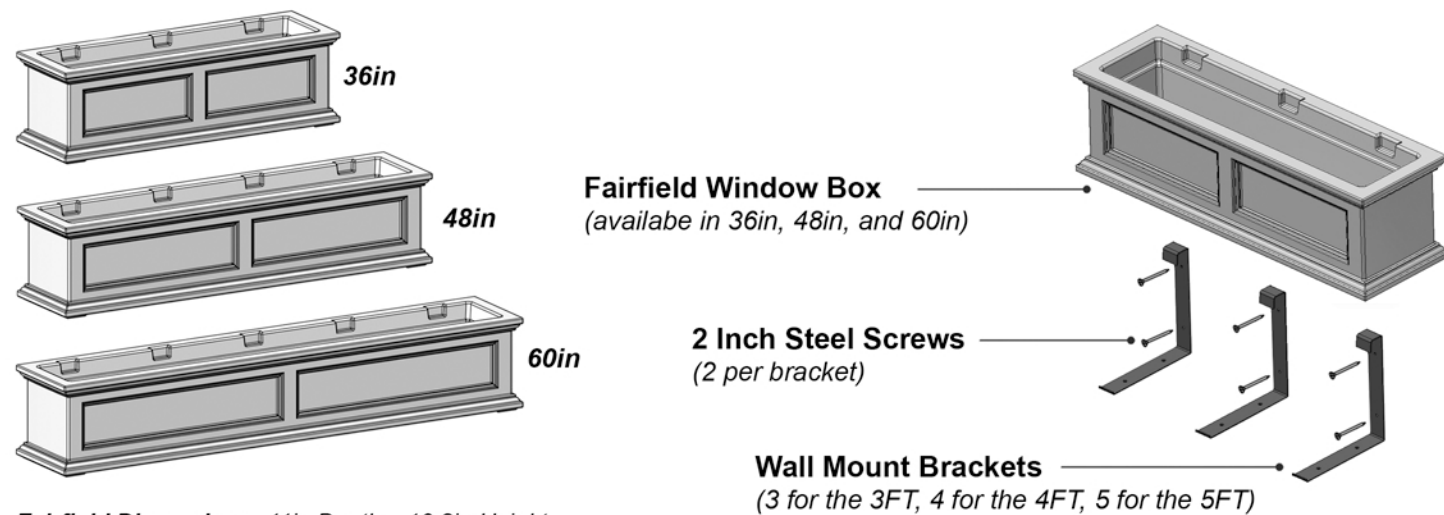 36in
48in
60in
Fairfield Window Box
(availabe in 36in, 48in, and 60in)
2 Inch Steel Screws
(2 per bracket)
Wall Mount Brackets
(3 for the 3FT, 4 for the 4FT, 5 for the 5FT)